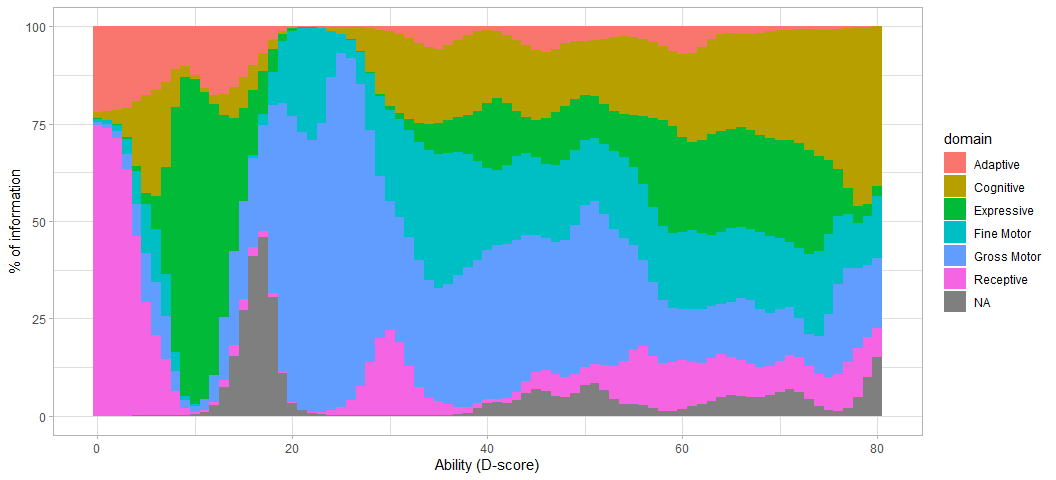 100
75
50
25
0
% of information
0
20
40
60
80
Ability (D-score)
domain
Adaptive
Cognitive
Expressive
Fine Motor
Gross Motor
Receptive
NA